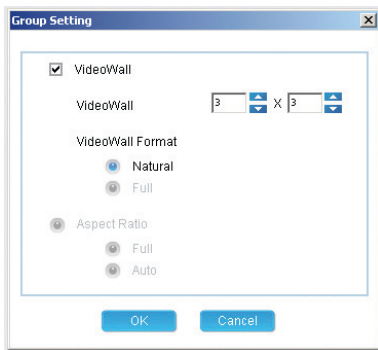 Group Setting
VideoWall
VideoWall 3 X 3
VideoWall Format
Natural
Full
Aspect Ratio
Full
Auto
OK Cancel